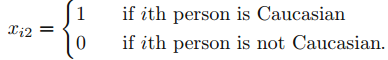 x_{i2} = { 1 if ith person is Caucasian
0 if ith person is not Caucasian.